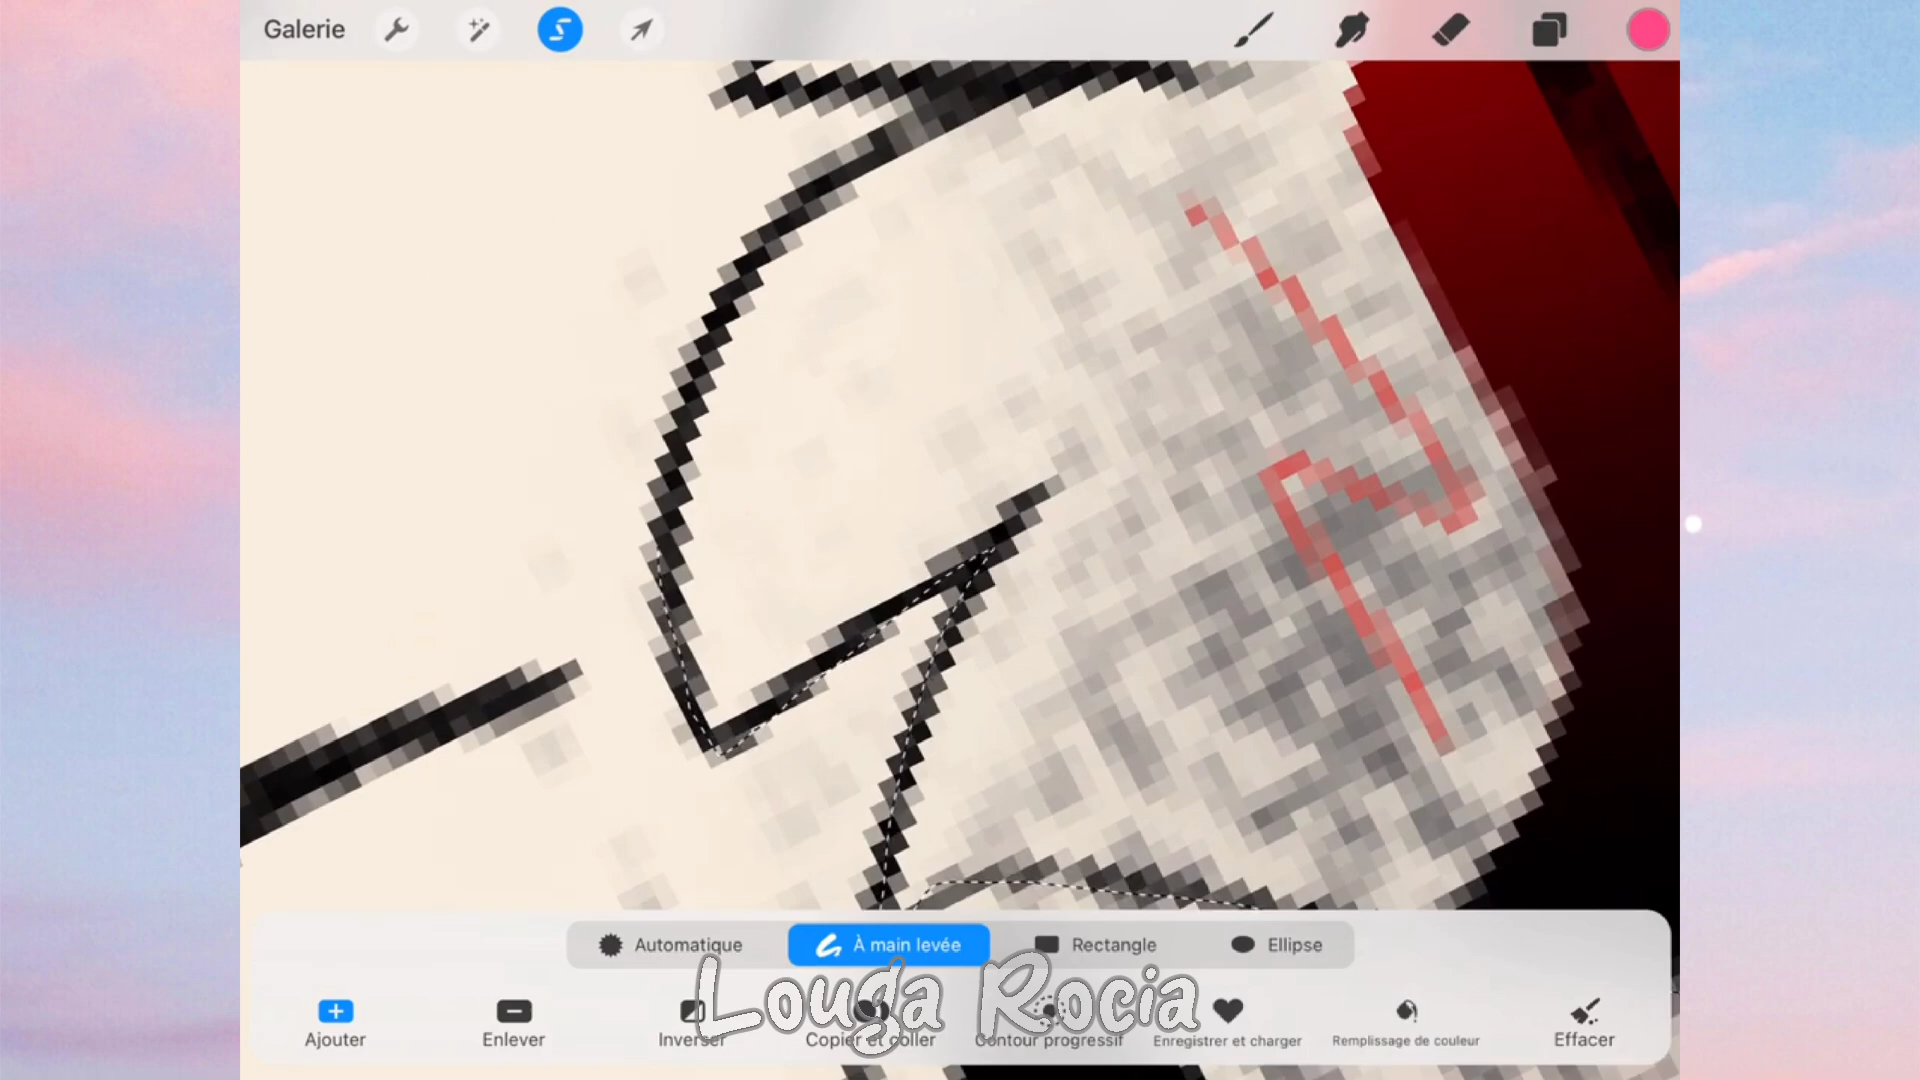 Galerie
Automatique À main levée Rectangle Ellipse
Louga Rocia
Ajouter Enlever Inverser Copier et coller Contour progressif Enregistrer et charger Remplissage de couleur Effacer